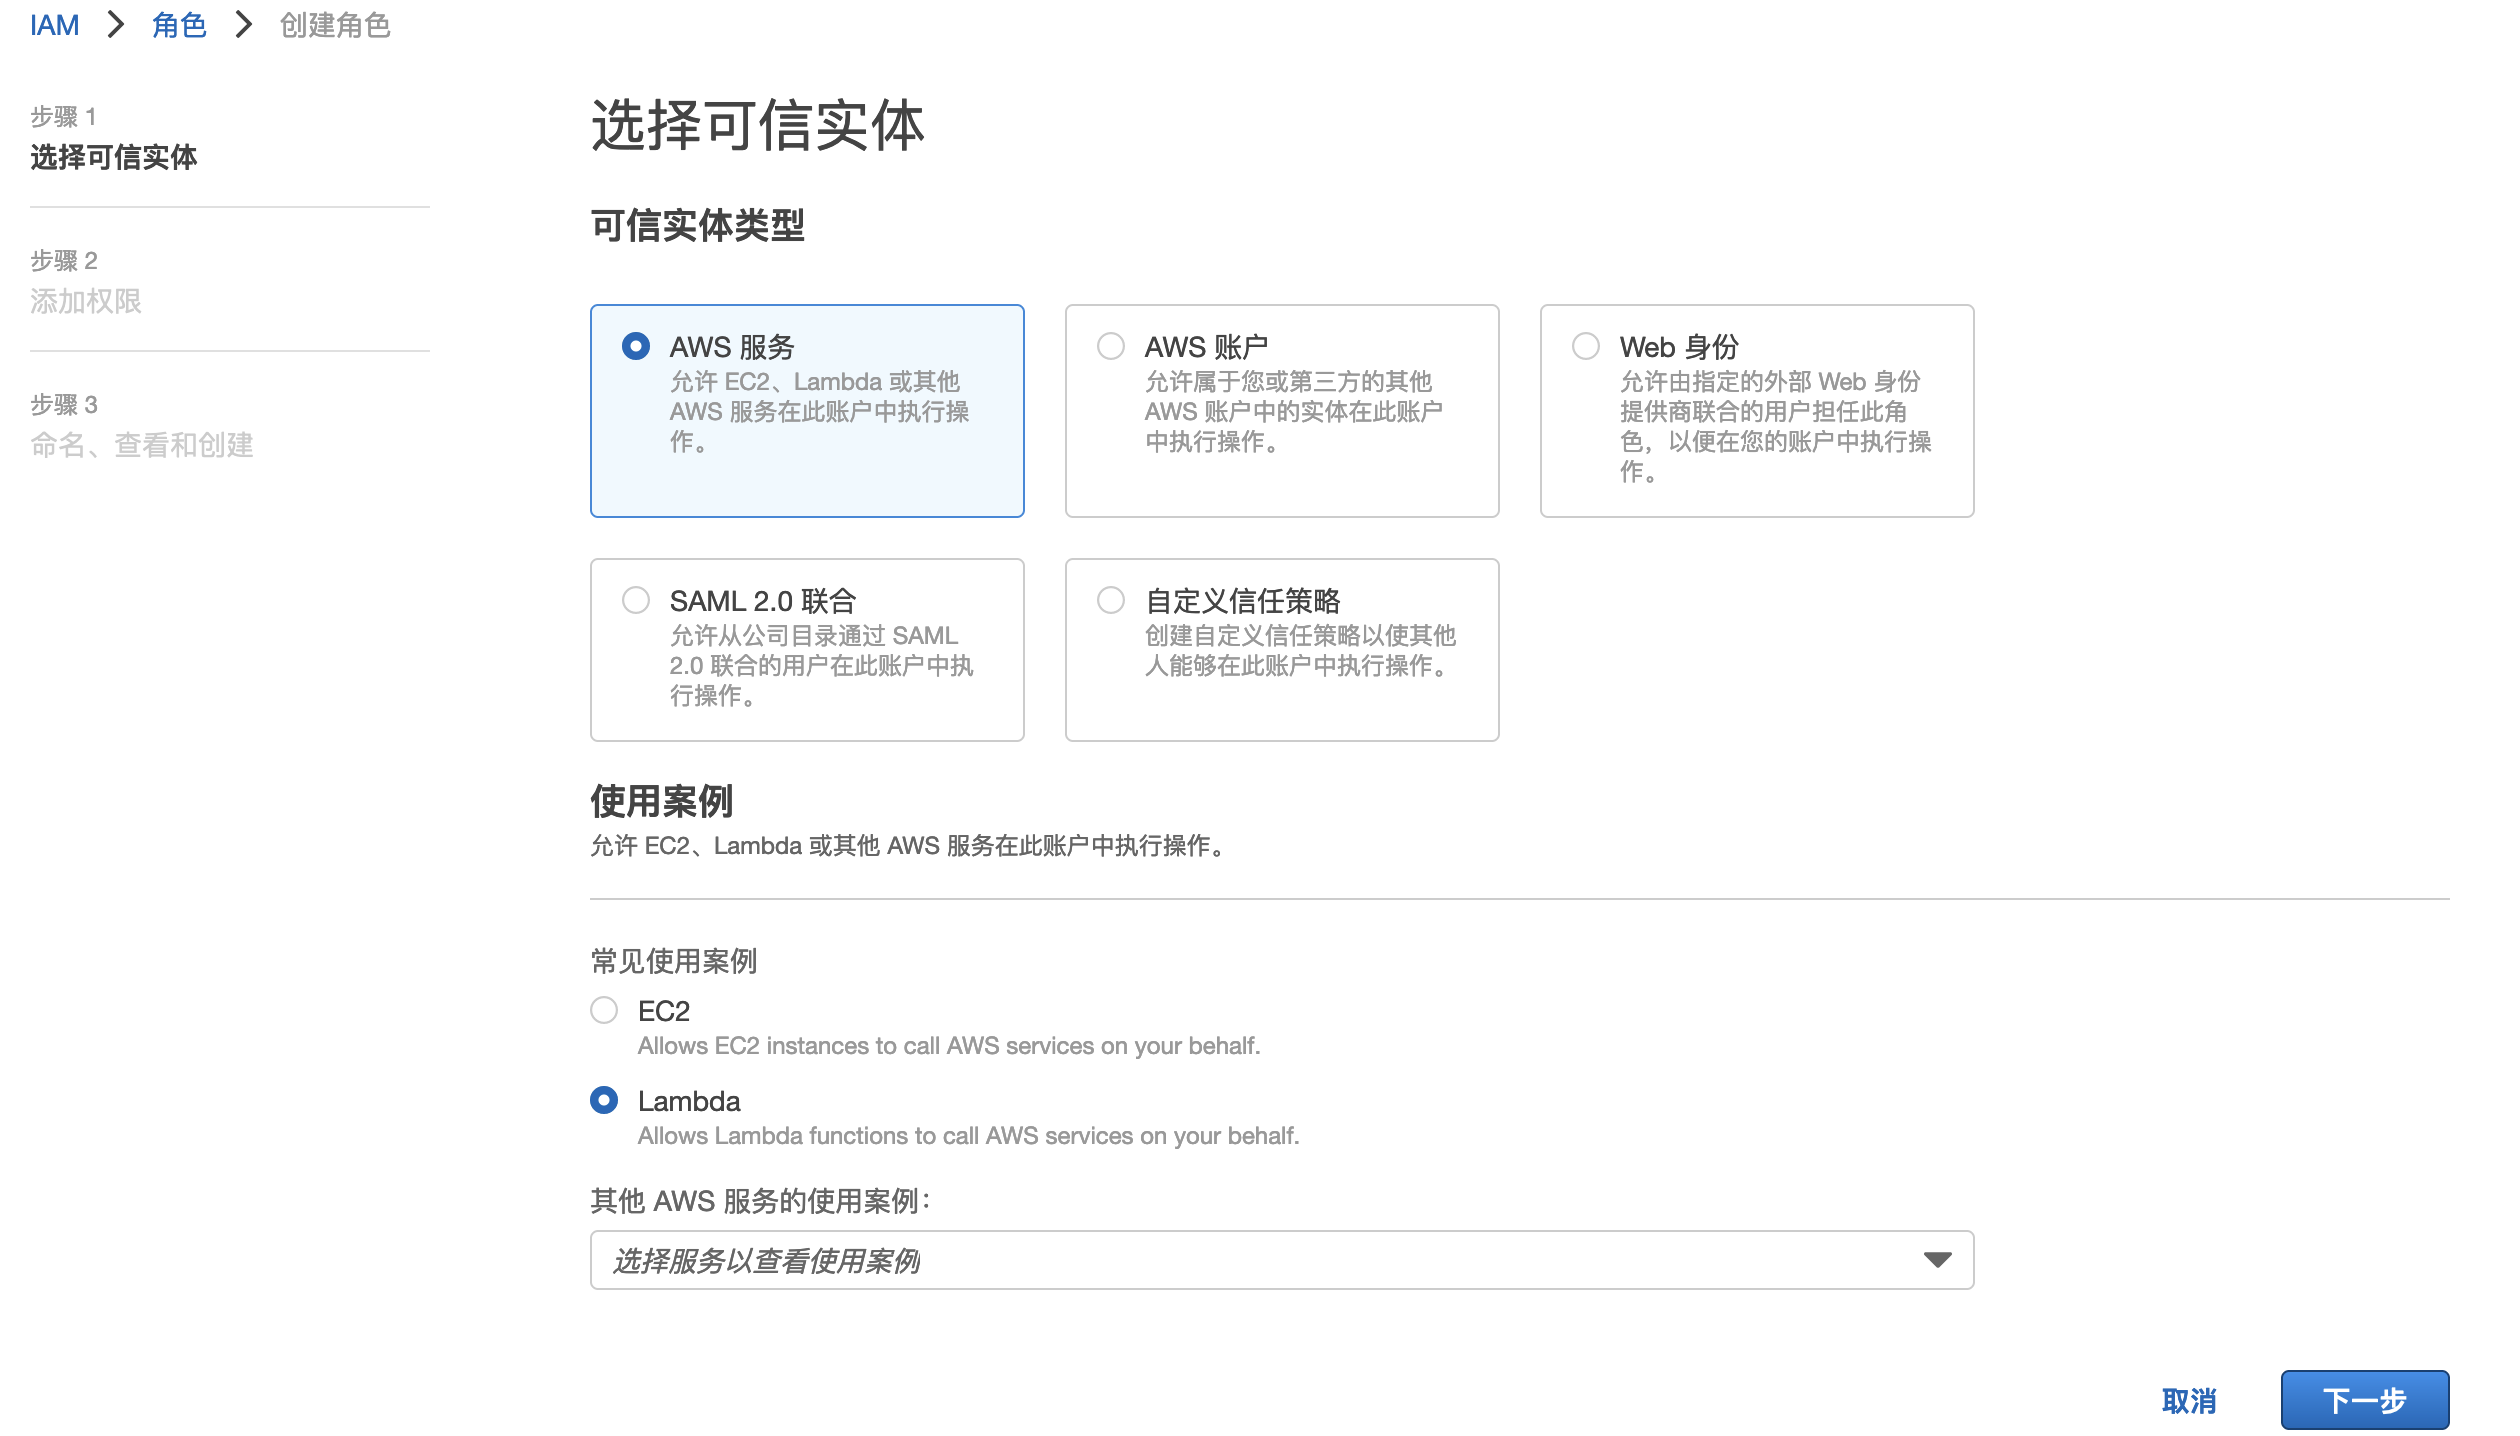 IAM > 角色 > 创建角色
步骤 1
选择可信实体
步骤 2
添加权限
步骤 3
命名、查看和创建
选择可信实体
可信实体类型
AWS 服务
允许 EC2、Lambda 或其他
AWS 服务在此账户中执行操
作。
AWS 账户
允许属于您或第三方的其他
AWS 账户中的实体在此账户
中执行操作。
Web 身份
允许由指定的外部 Web 身份
提供商联合的用户担任此角
色，以便在您的账户中执行操
作。
SAML 2.0 联合
允许从公司目录通过 SAML
2.0 联合的用户在此账户中执
行操作。
自定义信任策略
创建自定义信任策略以使其他
人能够在此账户中执行操作。
使用案例
允许 EC2、Lambda 或其他 AWS 服务在此账户中执行操作。
常见使用案例
EC2
Allows EC2 instances to call AWS services on your behalf.
Lambda
Allows Lambda functions to call AWS services on your behalf.
其他 AWS 服务的使用案例：
选择服务以查看使用案例
取消
下一步